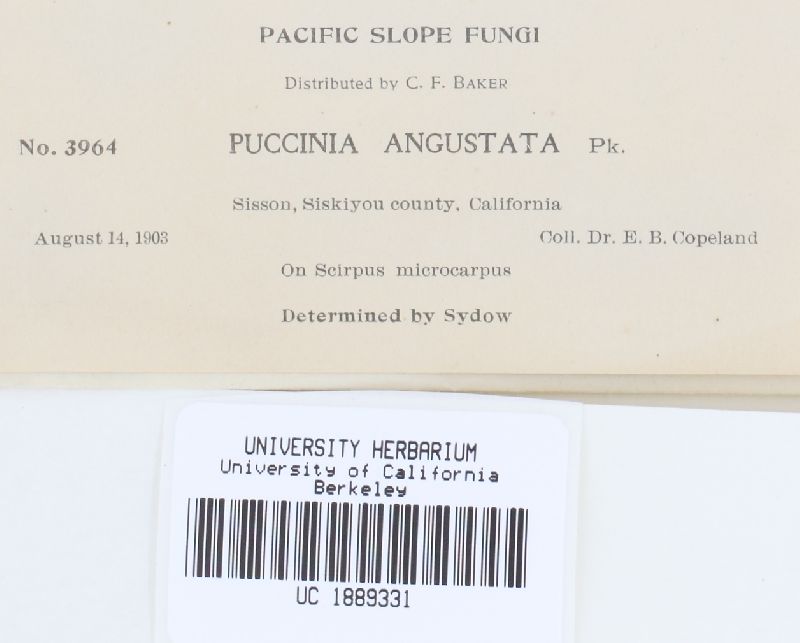 PACIFIC SLOPE FUNGI
Distributed by C. F. BAKER
No. 3964 PUCCINIA ANGUSTATA Pk.
Sisson, Siskiyou county, California
August 14, 1903 Coll. Dr. E. B. Copeland
On Scirpus microcarpus
Determined by Sydow
UNIVERSITY HERBARIUM
University of California
Berkeley
UC 1889331